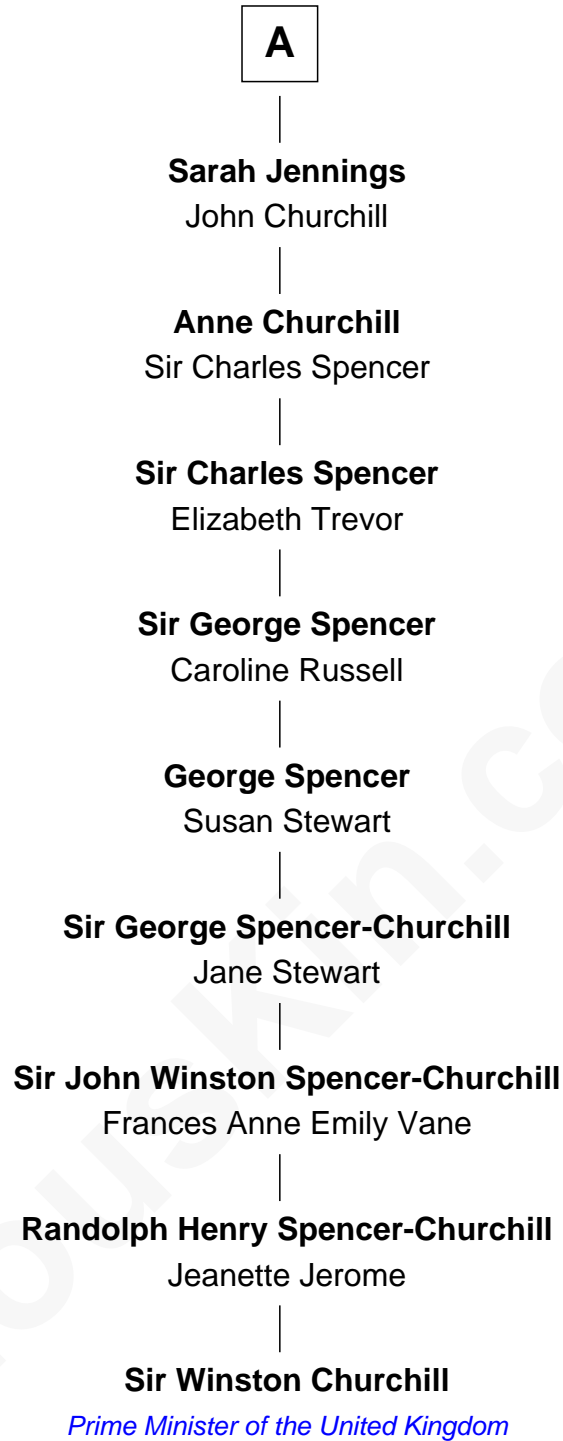 A
Sarah Jennings
John Churchill
Anne Churchill
Sir Charles Spencer
Sir Charles Spencer
Elizabeth Trevor
Sir George Spencer
Caroline Russell
George Spencer
Susan Stewart
Sir George Spencer-Churchill
Jane Stewart
Sir John Winston Spencer-Churchill
Frances Anne Emily Vane
Randolph Henry Spencer-Churchill
Jeanette Jerome
Sir Winston Churchill
Prime Minister of the United Kingdom